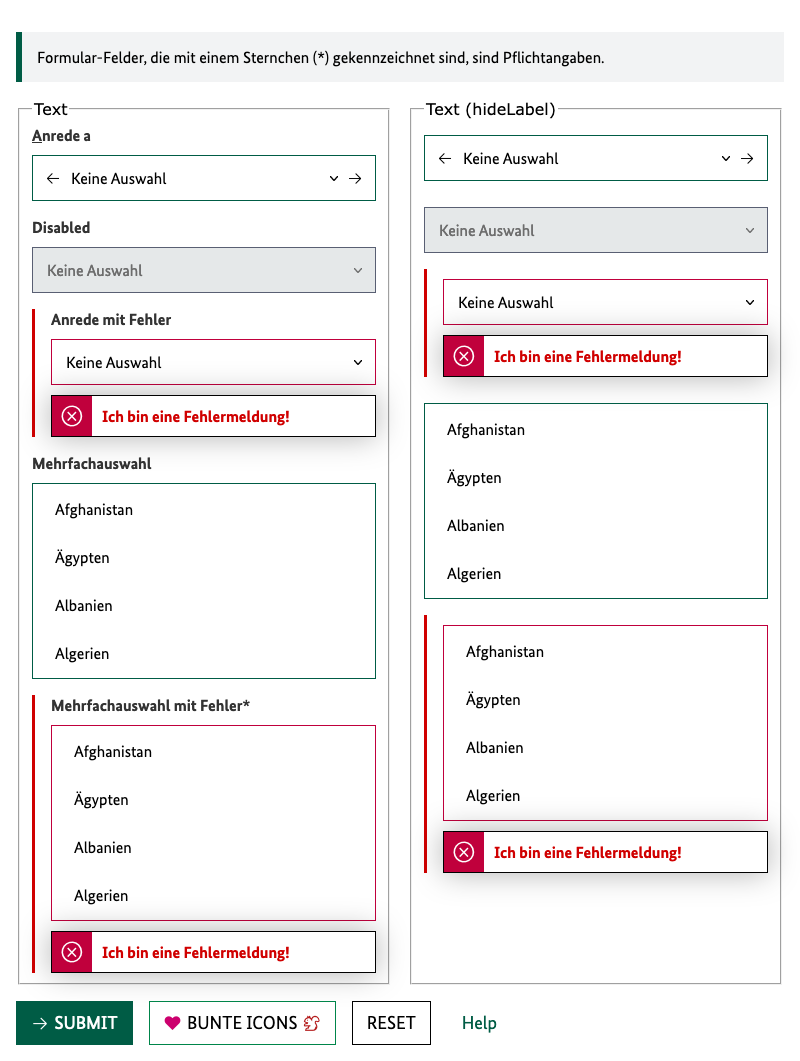 Formular-Felder, die mit einem Sternchen (*) gekennzeichnet sind, sind Pflichtangaben.
Text
Anrede a
Keine Auswahl
Disabled
Keine Auswahl
Anrede mit Fehler
Keine Auswahl
Ich bin eine Fehlermeldung!
Mehrfachauswahl
Afghanistan
Ägypten
Albanien
Algerien
Mehrfachauswahl mit Fehler*
Afghanistan
Ägypten
Albanien
Algerien
Ich bin eine Fehlermeldung!
Text (hideLabel)
Keine Auswahl
Keine Auswahl
Keine Auswahl
Ich bin eine Fehlermeldung!
Afghanistan
Ägypten
Albanien
Algerien
Afghanistan
Ägypten
Albanien
Algerien
Ich bin eine Fehlermeldung!
SUBMIT
BUNTE ICONS
RESET
Help